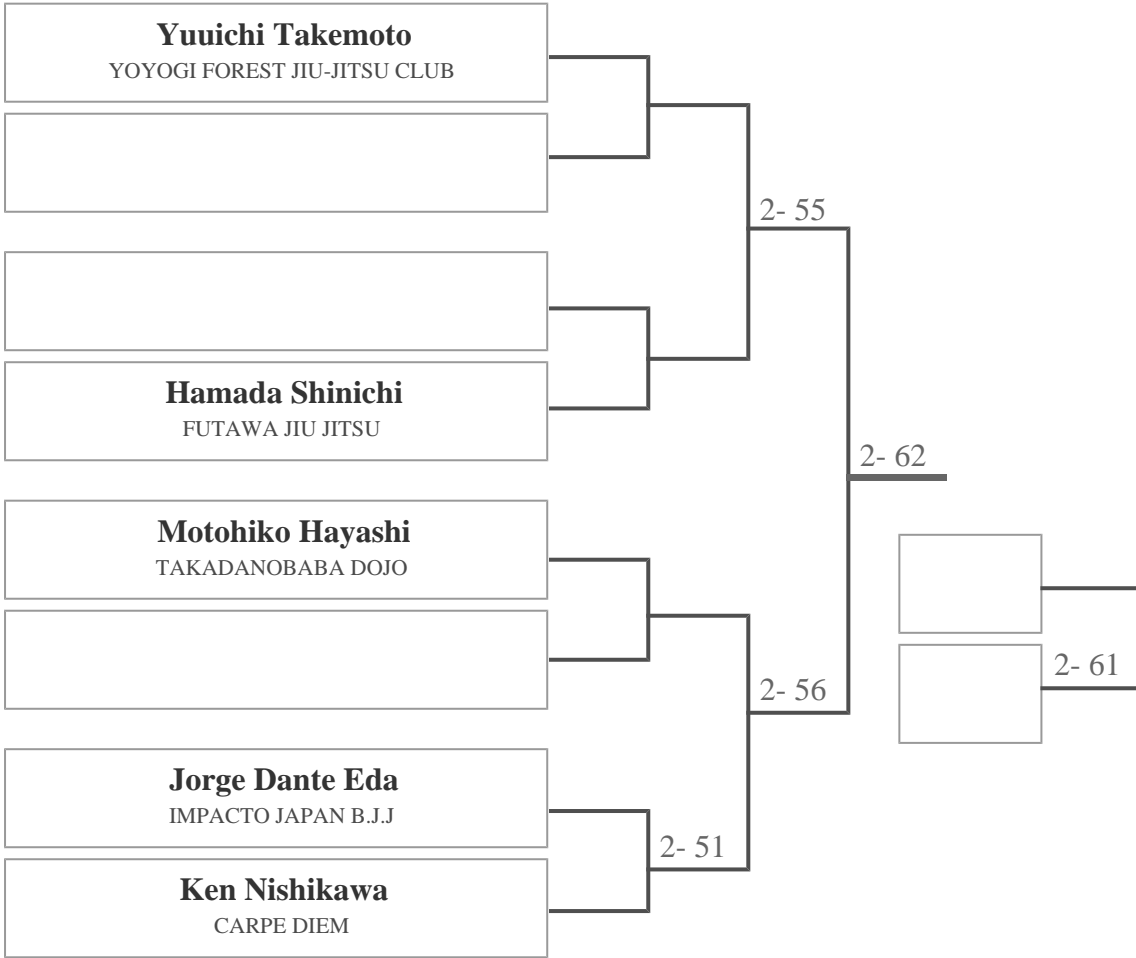 Yuuichi Takemoto
YOYOGI FOREST JIU-JITSU CLUB
2- 55
Hamada Shinichi
FUTAWA JIU JITSU
2- 62
Motohiko Hayashi
TAKADANOBABA DOJO
2- 61
2- 56
Jorge Dante Eda
IMPACTO JAPAN B.J.J
2- 51
Ken Nishikawa
CARPE DIEM